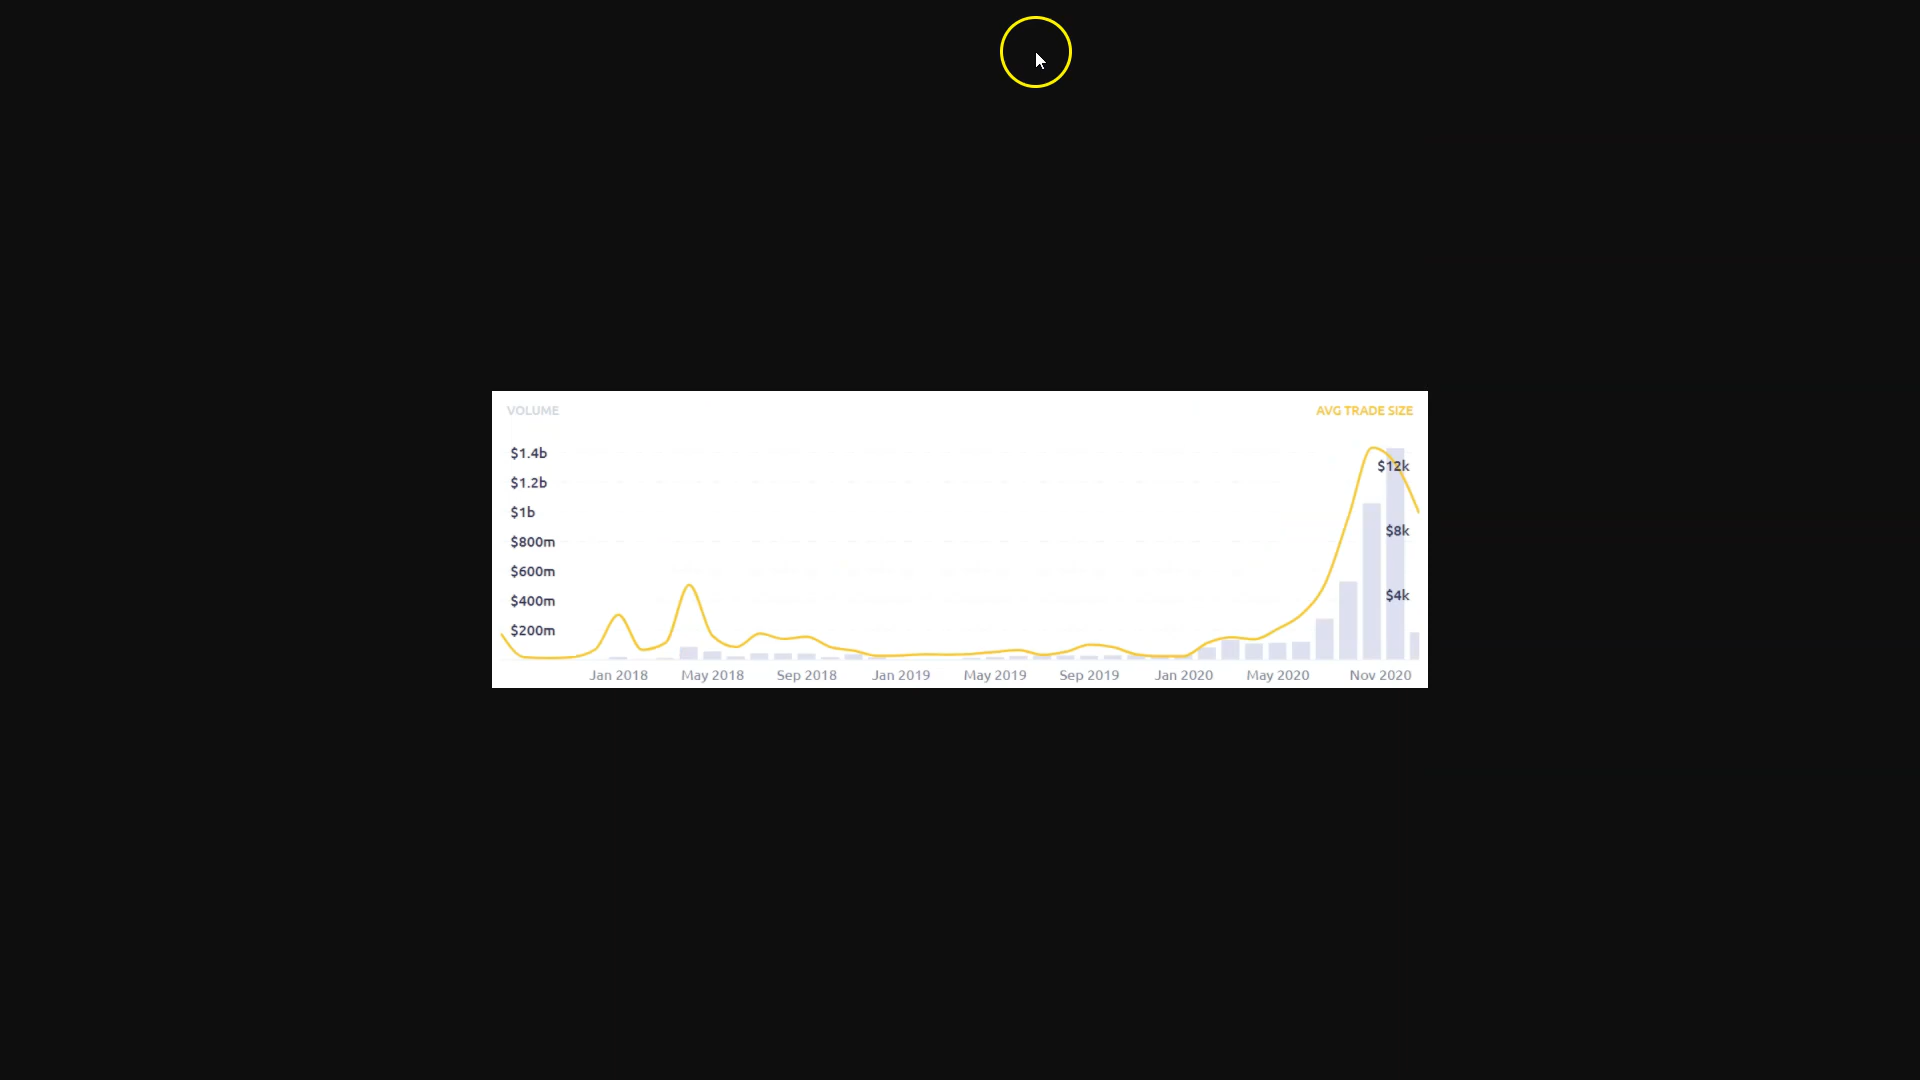 VOLUME
AVG TRADE SIZE
$1.4b
$12k
$1.2b
$1b
$8k
$800m
$600m
$4k
$400m
$200m
Jan 2018 May 2018 Sep 2018 Jan 2019 May 2019 Sep 2019 Jan 2020 May 2020 Nov 2020